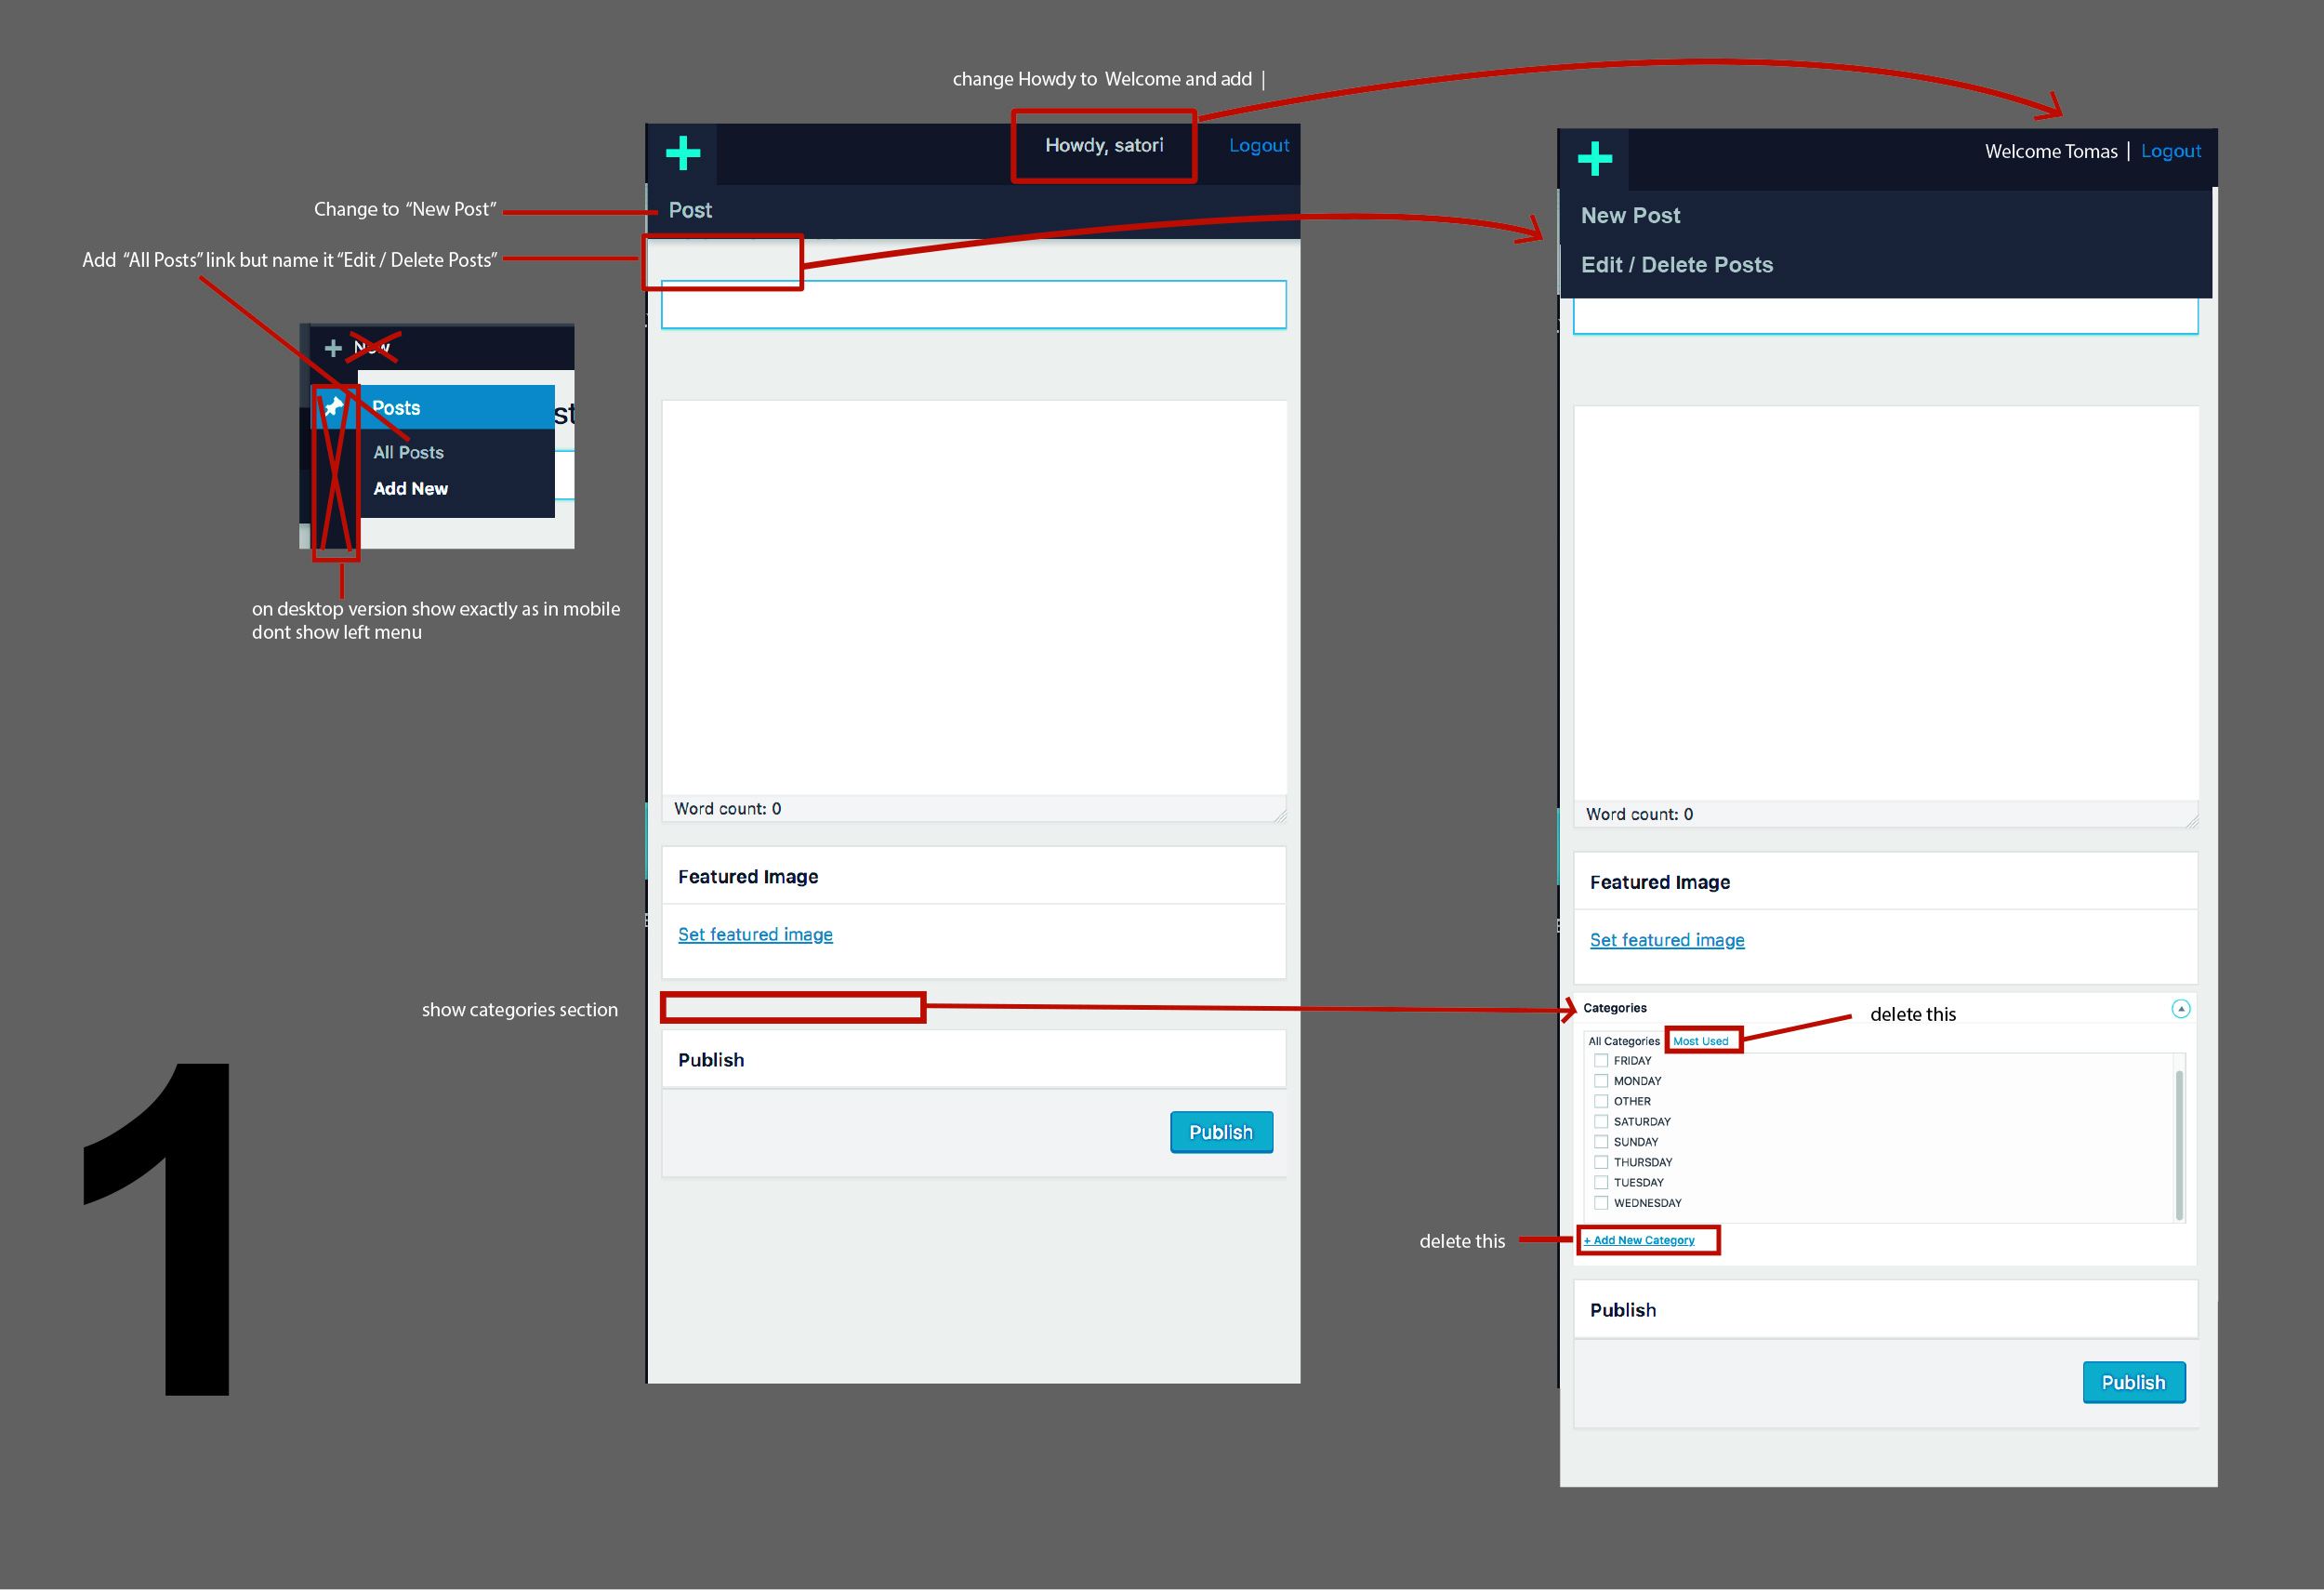 change Howdy to Welcome and add |
Howdy, satori
Logout
Change to “New Post”
Post
Add “All Posts” link but name it “Edit / Delete Posts”
New
Posts
st
All Posts
Add New
on desktop version show exactly as in mobile
dont show left menu
Word count: 0
Featured Image
Set featured image
show categories section
Publish
Publish
1
Welcome Tomas | Logout
New Post
Edit / Delete Posts
Word count: 0
Featured Image
Set featured image
Categories
delete this
All Categories Most Used
FRIDAY
MONDAY
OTHER
SATURDAY
SUNDAY
THURSDAY
TUESDAY
WEDNESDAY
delete this
+ Add New Category
Publish
Publish